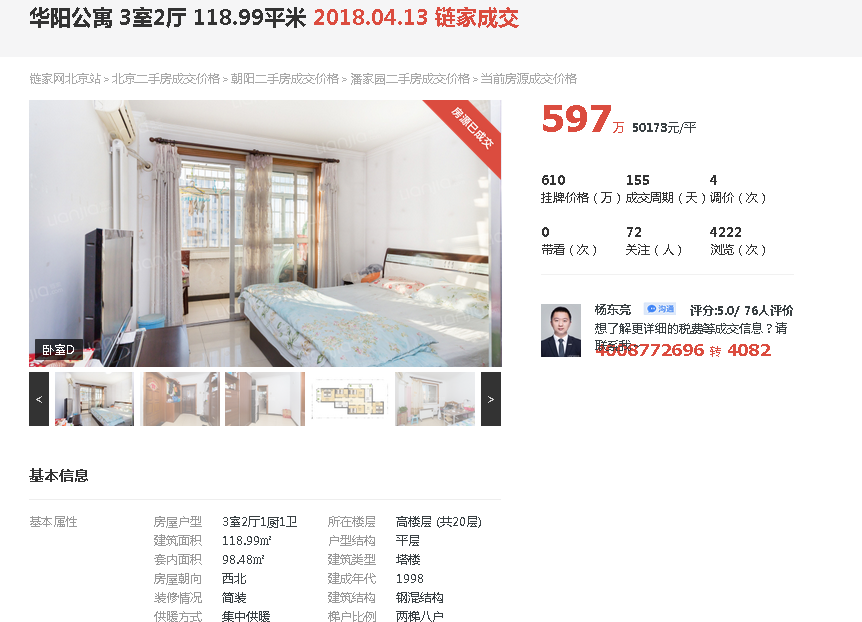 华阳公寓 3室2厅 118.99平米 2018.04.13 链家成交
链家网北京站 > 北京二手房成交价格 > 朝阳二手房成交价格 > 潘家园二手房成交价格 > 当前房源成交价格
房源已成交
卧室D
< >
597 万 50173元/平
610 155 4
挂牌价格（万） 成交周期（天） 调价（次）
0 72 4222
带看（次） 关注（人） 浏览（次）
杨东亮 沟通 评分:5.0/ 76人评价
想了解更详细的税费等成交信息？请
联系我:
4008772696 转 4082
基本信息
基本属性 房屋户型 3室2厅1厨1卫 所在楼层 高楼层 (共20层)
建筑面积 118.99㎡ 户型结构 平层
套内面积 98.48㎡ 建筑类型 塔楼
房屋朝向 西北 建成年代 1998
装修情况 简装 建筑结构 钢混结构
供暖方式 集中供暖 梯户比例 两梯八户